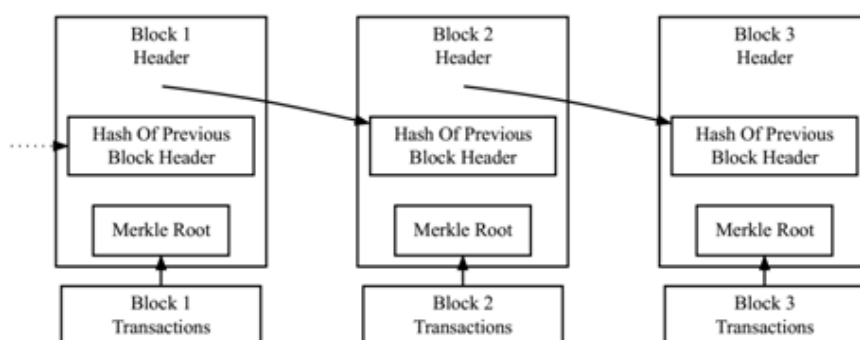 Block 1
Header
Hash Of Previous
Block Header
Merkle Root
Block 1
Transactions
Block 2
Header
Hash Of Previous
Block Header
Merkle Root
Block 2
Transactions
Block 3
Header
Hash Of Previous
Block Header
Merkle Root
Block 3
Transactions